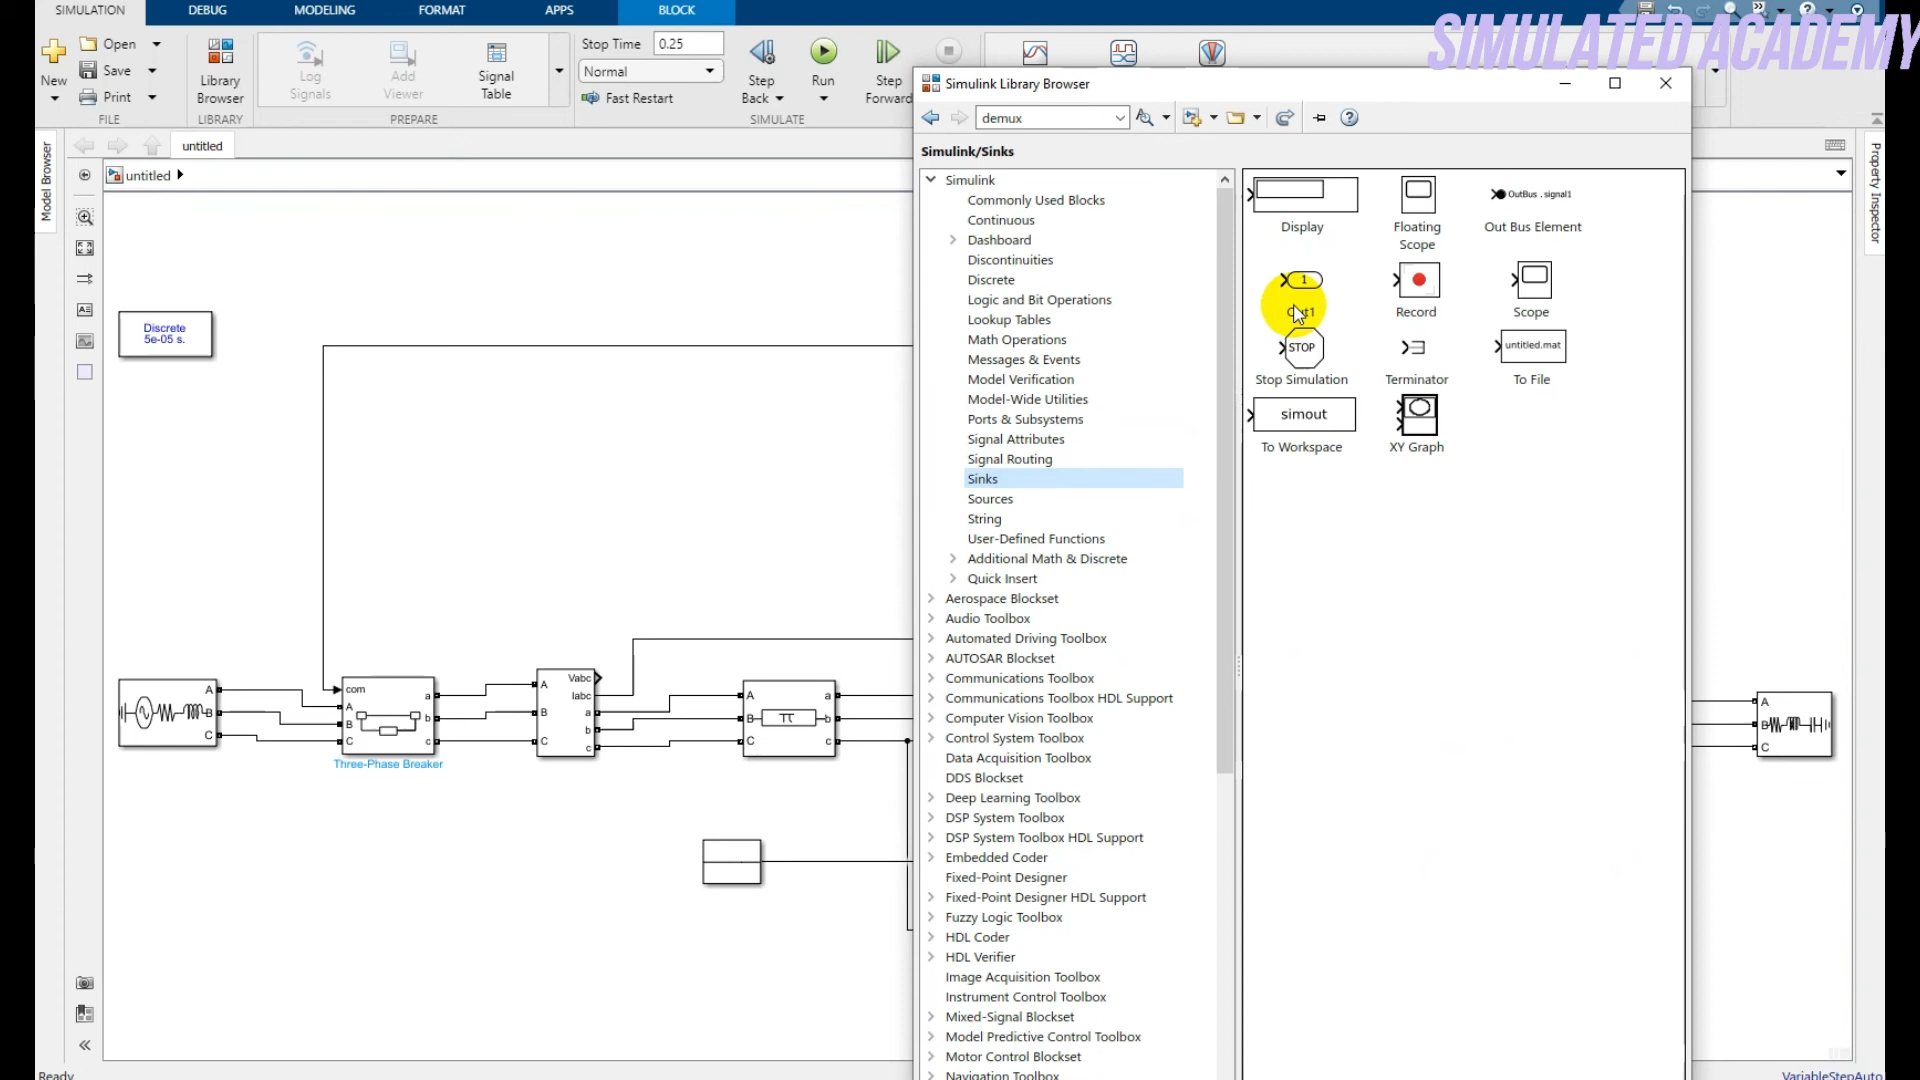 SIMULATION
DEBUG
MODELING
FORMAT
APPS
BLOCK
SIMULATED ACADEMY
New
Open
Save
Print
FILE
Library
Browser
LIBRARY
Log
Signals
Add
Viewer
Signal
Table
PREPARE
Stop Time 0.25
Normal
Fast Restart
Step
Back
Run
Step
Forward
SIMULATE
Simulink Library Browser
demux
Simulink/Sinks
Model Browser
untitled
untitled
Property Inspector
Simulink
Commonly Used Blocks
Continuous
Dashboard
Discontinuities
Discrete
Logic and Bit Operations
Lookup Tables
Math Operations
Messages & Events
Model Verification
Model-Wide Utilities
Ports & Subsystems
Signal Attributes
Signal Routing
Sinks
Sources
String
User-Defined Functions
Additional Math & Discrete
Quick Insert
Aerospace Blockset
Audio Toolbox
Automated Driving Toolbox
AUTOSAR Blockset
Communications Toolbox
Communications Toolbox HDL Support
Computer Vision Toolbox
Control System Toolbox
Data Acquisition Toolbox
DDS Blockset
Deep Learning Toolbox
DSP System Toolbox
DSP System Toolbox HDL Support
Embedded Coder
Fixed-Point Designer
Fixed-Point Designer HDL Support
Fuzzy Logic Toolbox
HDL Coder
HDL Verifier
Image Acquisition Toolbox
Instrument Control Toolbox
Mixed-Signal Blockset
Model Predictive Control Toolbox
Motor Control Blockset
Navigation Toolbox
Display
Floating
Scope
OutBus . signal1
Out Bus Element
1
Out1
Record
Scope
STOP
Stop Simulation
Terminator
untitled.mat
To File
simout
To Workspace
XY Graph
Discrete
5e-05 s.
A
B
C
com
A
B
C
a
b
c
Three-Phase Breaker
A
B
C
Vabc
Iabc
a
b
c
A
B
C
a
b
c
A
B
C
Ready
VariableStepAuto